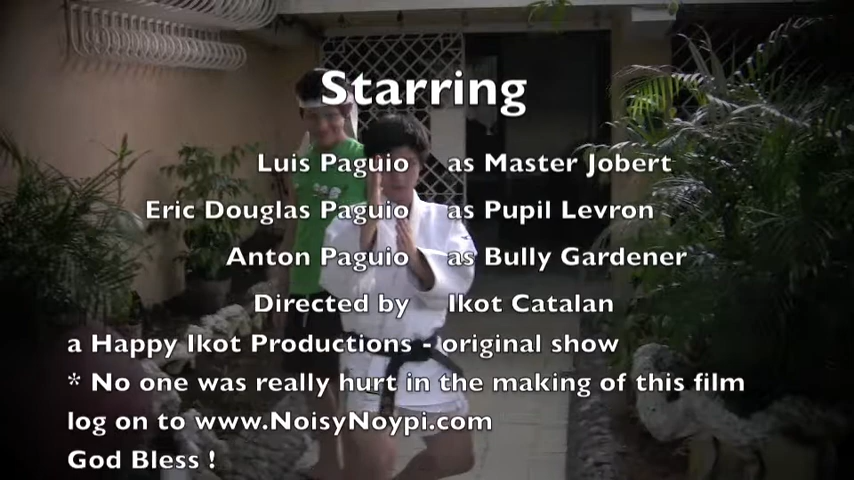 Starring
Luis Paguio as Master Jobert
Eric Douglas Paguio as Pupil Levron
Anton Paguio as Bully Gardener
Directed by Ikot Catalan
a Happy Ikot Productions - original show
* No one was really hurt in the making of this film
log on to www.NoisyNoypi.com
God Bless !